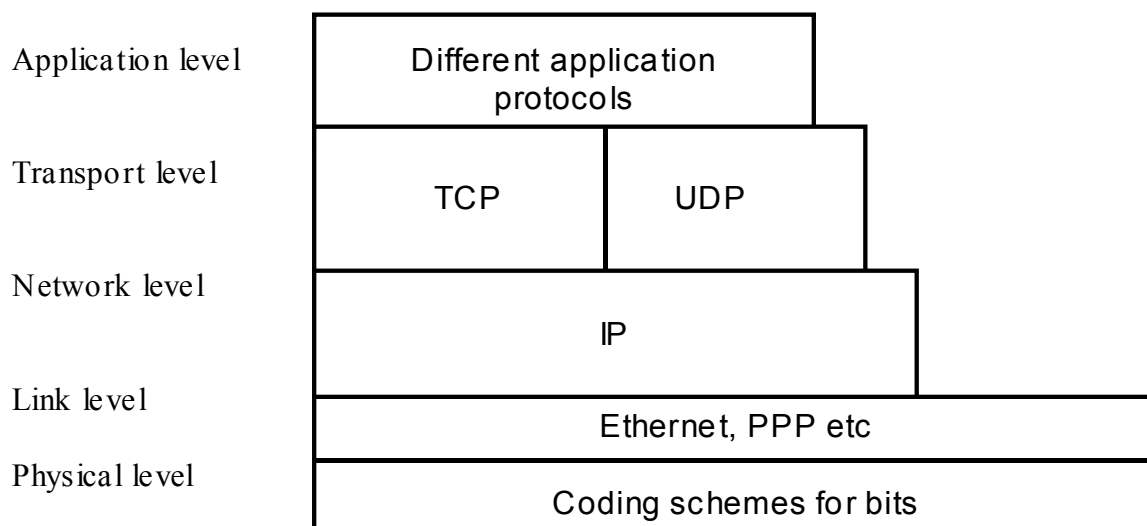 Application level
Different application
protocols
Transport level
TCP
UDP
Network level
IP
Link level
Ethernet, PPP etc
Physical level
Coding schemes for bits